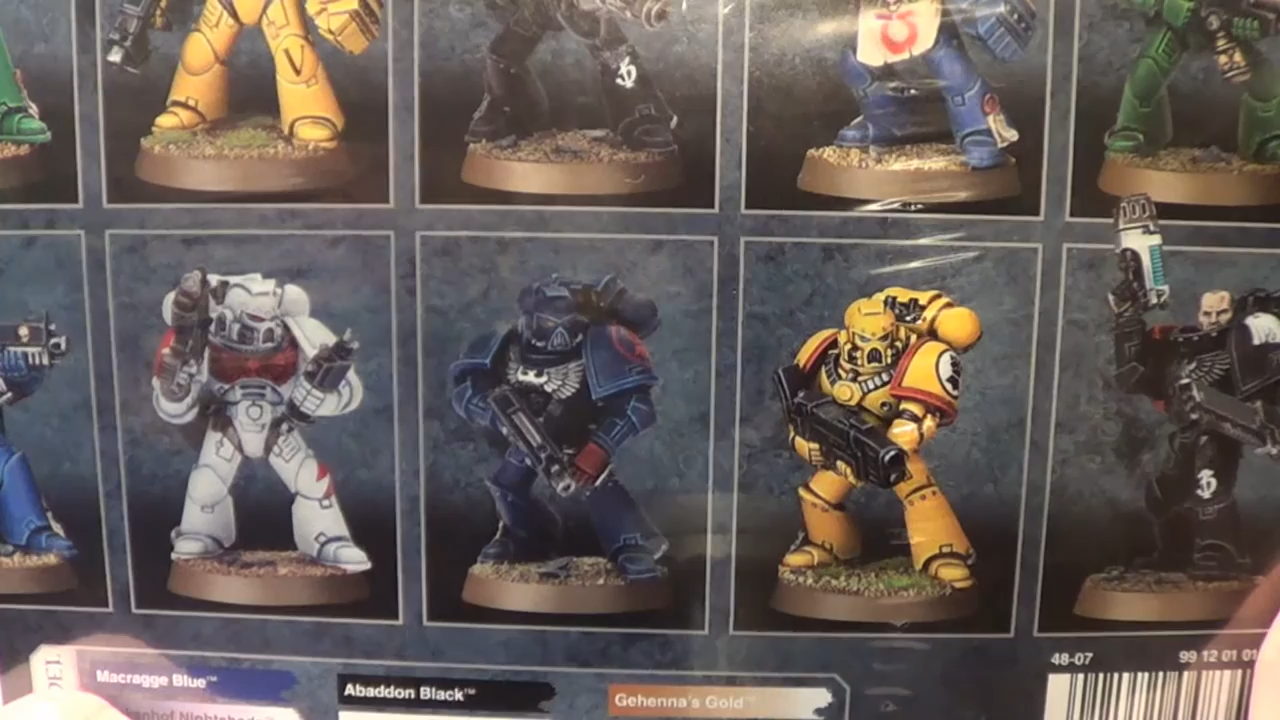 V
48-07
99 12 01 01
Macragge Blue™
Abaddon Black™
Gehenna's Gold™